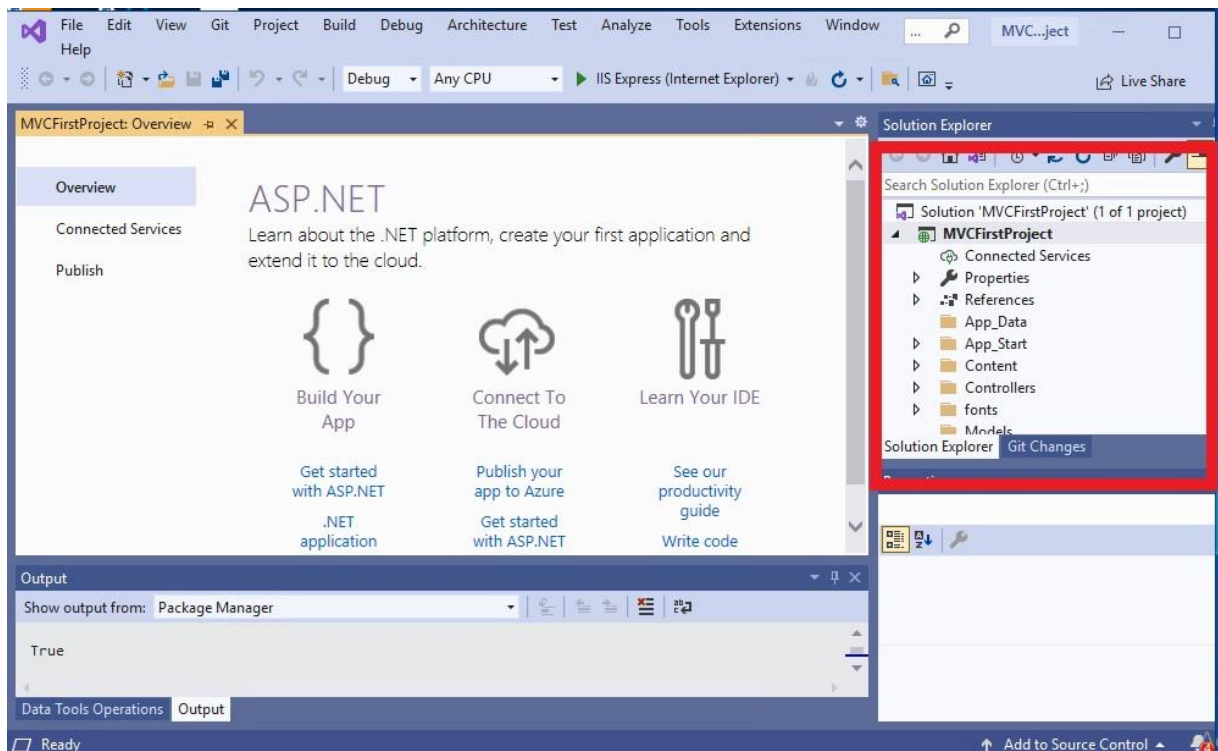 File Edit View Git Project Build Debug Architecture Test Analyze Tools Extensions Window ... MVC...ject
Help
Debug Any CPU IIS Express (Internet Explorer) Live Share
MVCFirstProject: Overview
Overview
Connected Services
Publish
ASP.NET
Learn about the .NET platform, create your first application and
extend it to the cloud.
Build Your
App
Connect To
The Cloud
Learn Your IDE
Get started
with ASP.NET
Publish your
app to Azure
See our
productivity
guide
.NET
application
Get started
with ASP.NET
Write code
Solution Explorer
Search Solution Explorer (Ctrl+;)
Solution 'MVCFirstProject' (1 of 1 project)
MVCFirstProject
Connected Services
Properties
References
App_Data
App_Start
Content
Controllers
fonts
Models
Solution Explorer Git Changes
Output
Show output from: Package Manager
True
Data Tools Operations Output
Ready Add to Source Control